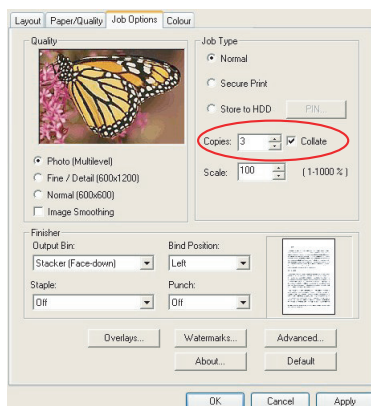 Layout Paper/Quality Job Options Colour
Quality
Photo (Multilevel)
Fine / Detail (600x1200)
Normal (600x600)
Image Smoothing
Job Type
Normal
Secure Print
Store to HDD PIN...
Copies: 3 Collate
Scale: 100 (1-1000 %)
Finisher
Output Bin: Bind Position:
Stacker (Face-down) Left
Staple: Punch:
Off Off
Overlays... Watermarks... Advanced...
About... Default
OK Cancel Apply